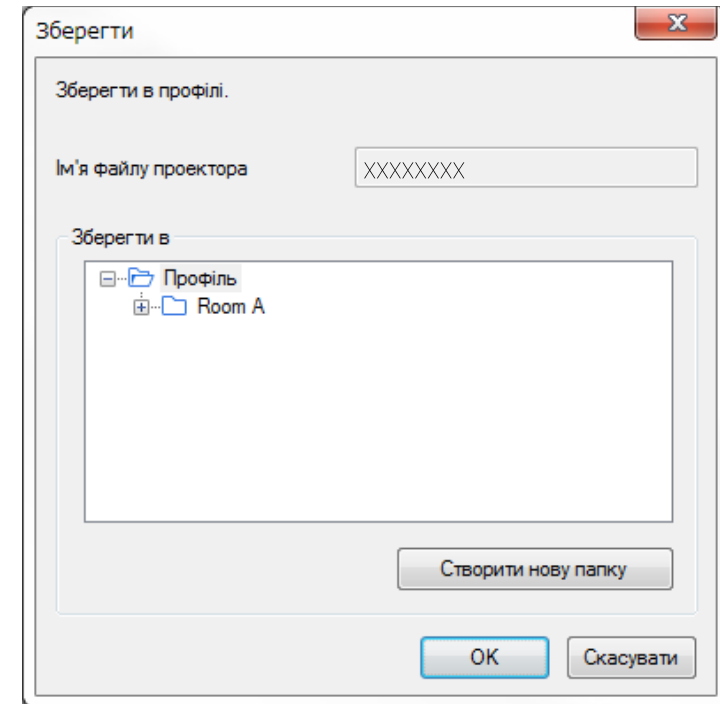 Зберегти
Зберегти в профілі.
Ім'я файлу проектора XXXXXXXX
Зберегти в
Профіль
Room A
Створити нову папку
OK Скасувати